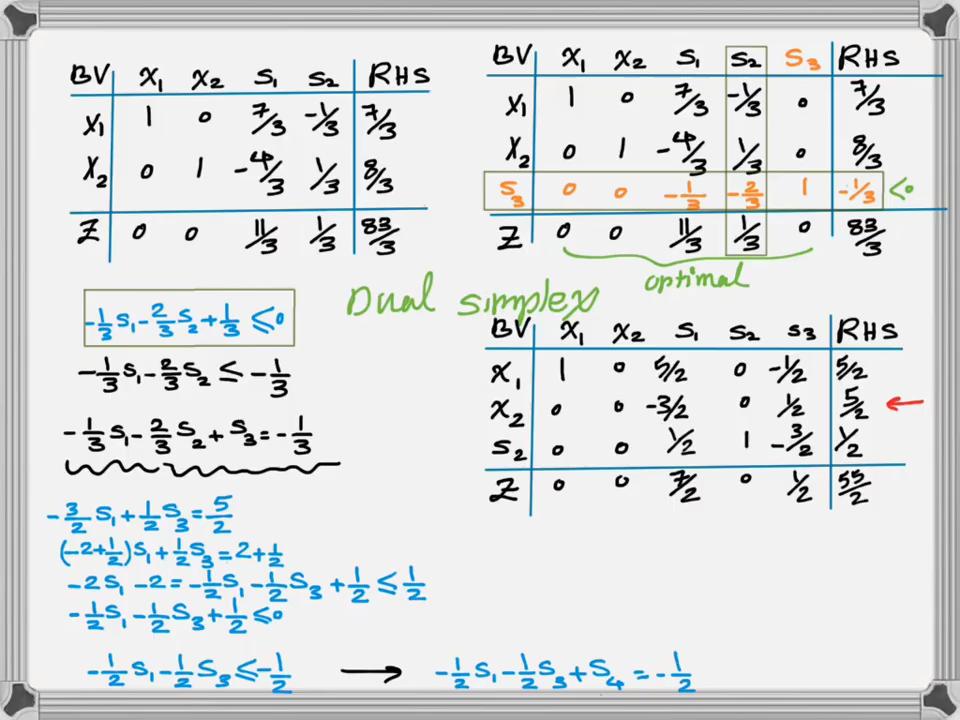 BV x₁ x₂ s₁ s₂ RHS
x₁ 1 0 7/3 -1/3 7/3
x₂ 0 1 -4/3 1/3 8/3
Z 0 0 11/3 1/3 83/3
BV x₁ x₂ s₁ s₂ s₃ RHS
x₁ 1 0 7/3 -1/3 0 7/3
x₂ 0 1 -4/3 1/3 0 8/3
s₃ 0 0 -1/3 -2/3 1 -1/3 <0
Z 0 0 11/3 1/3 0 83/3
optimal
Dual simplex
-1/3 s₁ - 2/3 s₂ + 1/3 ≤ 0
-1/3 s₁ - 2/3 s₂ ≤ -1/3
-1/3 s₁ - 2/3 s₂ + s₃ = -1/3
BV x₁ x₂ s₁ s₂ s₃ RHS
x₁ 1 0 5/2 0 -1/2 5/2
x₂ 0 0 -3/2 0 1/2 5/2 ←
s₂ 0 0 1/2 1 -3/2 1/2
Z 0 0 7/2 0 1/2 55/2
-3/2 s₁ + 1/2 s₃ = 5/2
(-2+1/2) s₁ + 1/2 s₃ = 2 + 1/2
-2s₁ - 2 = -1/2 s₁ - 1/2 s₃ + 1/2 ≤ 1/2
-1/2 s₁ - 1/2 s₃ + 1/2 ≤ 0
-1/2 s₁ - 1/2 s₃ ≤ -1/2 → -1/2 s₁ - 1/2 s₃ + s₄ = -1/2